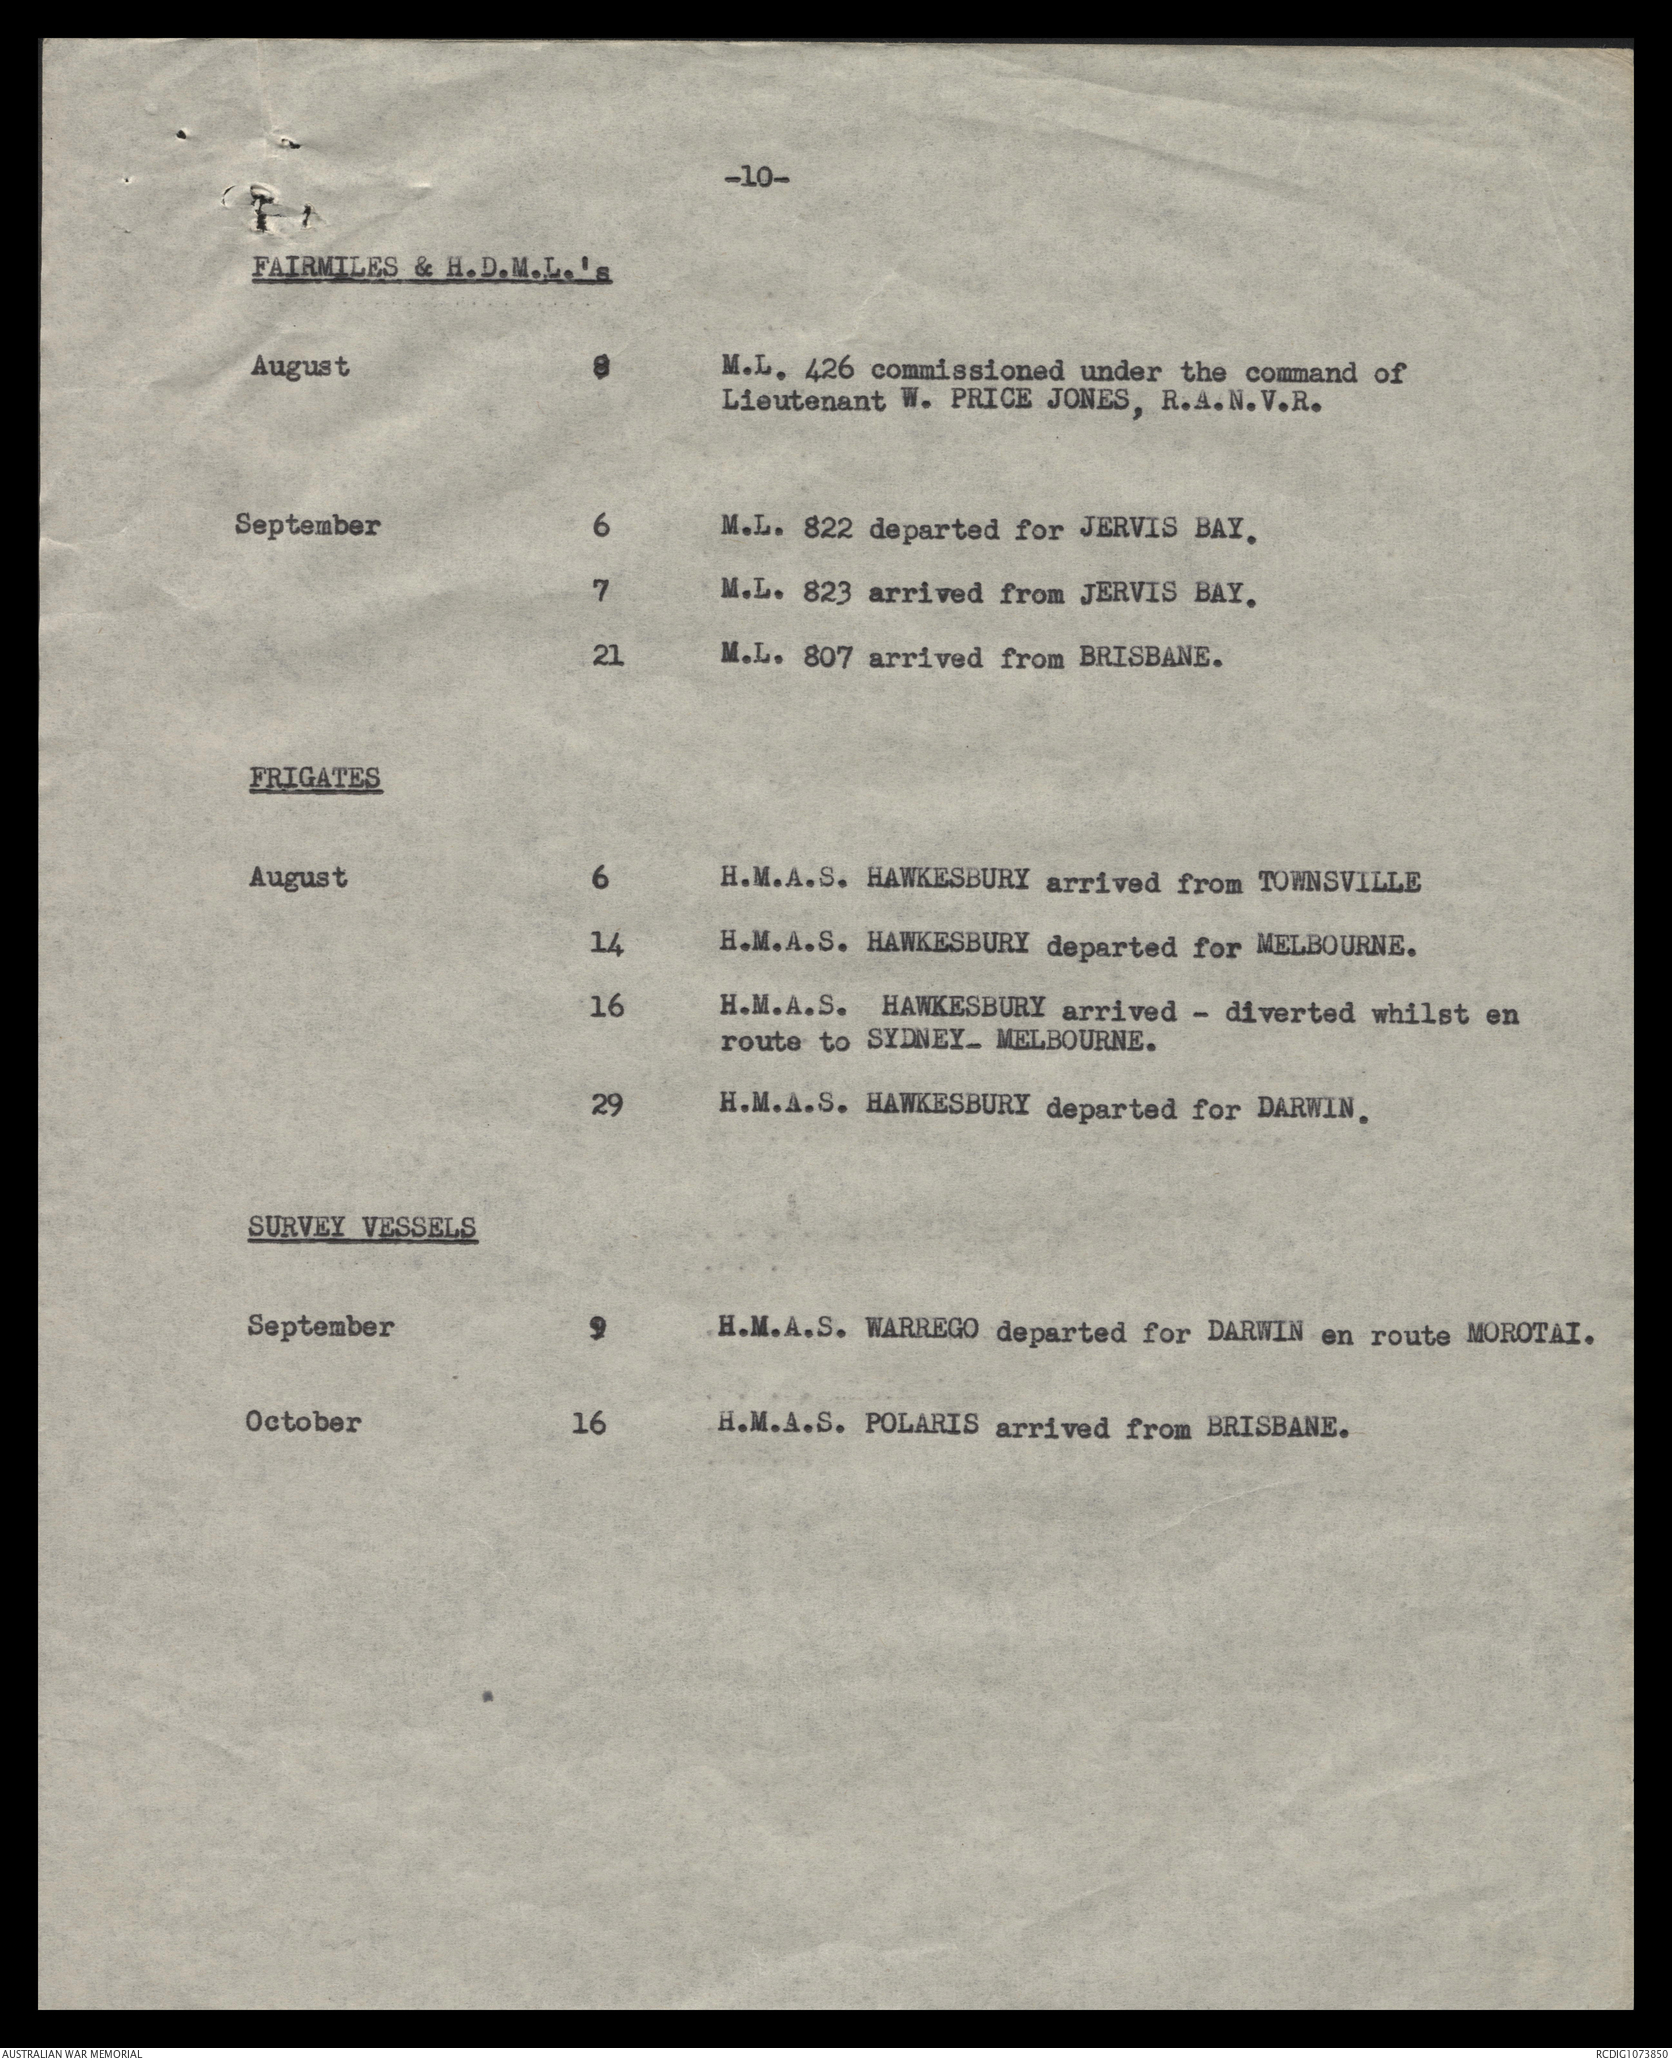 -10-
FAIRMILES & H.D.M.L.'s
August 8 M.L. 426 commissioned under the command of
Lieutenant W. PRICE JONES, R.A.N.V.R.
September 6 M.L. 822 departed for JERVIS BAY.
7 M.L. 823 arrived from JERVIS BAY.
21 M.L. 807 arrived from BRISBANE.
FRIGATES
August 6 H.M.A.S. HAWKESBURY arrived from TOWNSVILLE
14 H.M.A.S. HAWKESBURY departed for MELBOURNE.
16 H.M.A.S. HAWKESBURY arrived - diverted whilst en
route to SYDNEY- MELBOURNE.
29 H.M.A.S. HAWKESBURY departed for DARWIN.
SURVEY VESSELS
September 9 H.M.A.S. WARREGO departed for DARWIN en route MOROTAI.
October 16 H.M.A.S. POLARIS arrived from BRISBANE.
AUSTRALIAN WAR MEMORIAL
RCDIG1073850